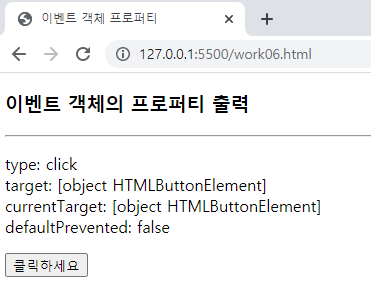 이벤트 객체 프로퍼티
127.0.0.1:5500/work06.html
이벤트 객체의 프로퍼티 출력
type: click
target: [object HTMLButtonElement]
currentTarget: [object HTMLButtonElement]
defaultPrevented: false
클릭하세요